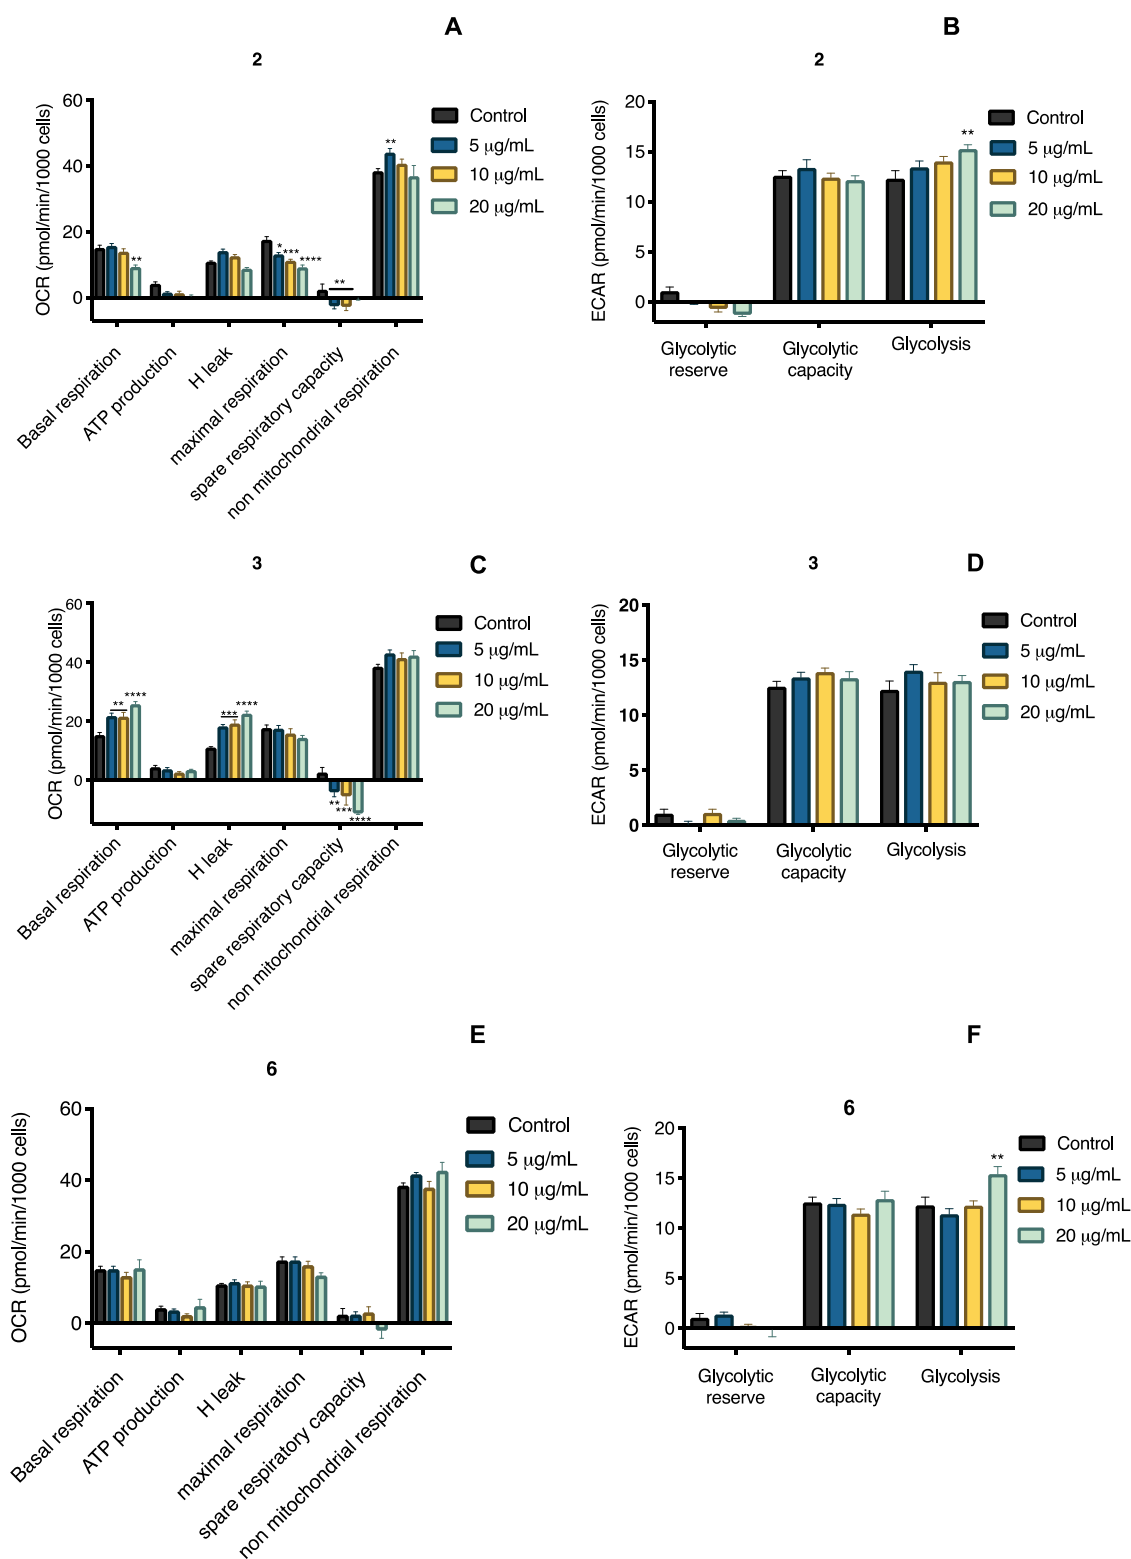 A
2
OCR (pmol/min/1000 cells)
60
40
20
0
**
* *** ****
**
**
Control
5 μg/mL
10 μg/mL
20 μg/mL
Basal respiration
ATP production
H leak
maximal respiration
spare respiratory capacity
non mitochondrial respiration
B
2
ECAR (pmol/min/1000 cells)
20
15
10
5
0
**
Control
5 μg/mL
10 μg/mL
20 μg/mL
Glycolytic
reserve
Glycolytic
capacity
Glycolysis
C
3
OCR (pmol/min/1000 cells)
60
40
20
0
** ****
*** ****
**
***
****
Control
5 μg/mL
10 μg/mL
20 μg/mL
Basal respiration
ATP production
H leak
maximal respiration
spare respiratory capacity
non mitochondrial respiration
D
3
ECAR (pmol/min/1000 cells)
20
15
10
5
0
Control
5 μg/mL
10 μg/mL
20 μg/mL
Glycolytic
reserve
Glycolytic
capacity
Glycolysis
E
6
OCR (pmol/min/1000 cells)
60
40
20
0
Control
5 μg/mL
10 μg/mL
20 μg/mL
Basal respiration
ATP production
H leak
maximal respiration
spare respiratory capacity
non mitochondrial respiration
F
6
ECAR (pmol/min/1000 cells)
20
15
10
5
0
**
Control
5 μg/mL
10 μg/mL
20 μg/mL
Glycolytic
reserve
Glycolytic
capacity
Glycolysis